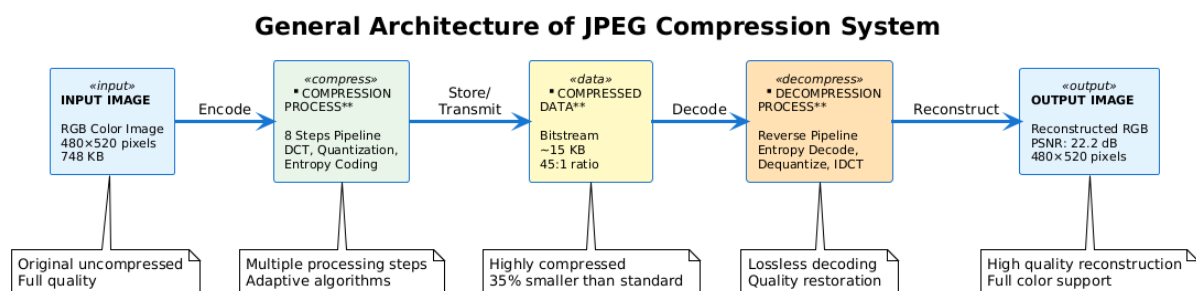 General Architecture of JPEG Compression System
«input»
INPUT IMAGE
RGB Color Image
480×520 pixels
748 KB
Encode
«compress»
▪ COMPRESSION
PROCESS**
8 Steps Pipeline
DCT, Quantization,
Entropy Coding
Store/
Transmit
«data»
▪ COMPRESSED
DATA**
Bitstream
~15 KB
45:1 ratio
Decode
«decompress»
▪ DECOMPRESSION
PROCESS**
Reverse Pipeline
Entropy Decode,
Dequantize, IDCT
Reconstruct
«output»
OUTPUT IMAGE
Reconstructed RGB
PSNR: 22.2 dB
480×520 pixels
Original uncompressed
Full quality
Multiple processing steps
Adaptive algorithms
Highly compressed
35% smaller than standard
Lossless decoding
Quality restoration
High quality reconstruction
Full color support